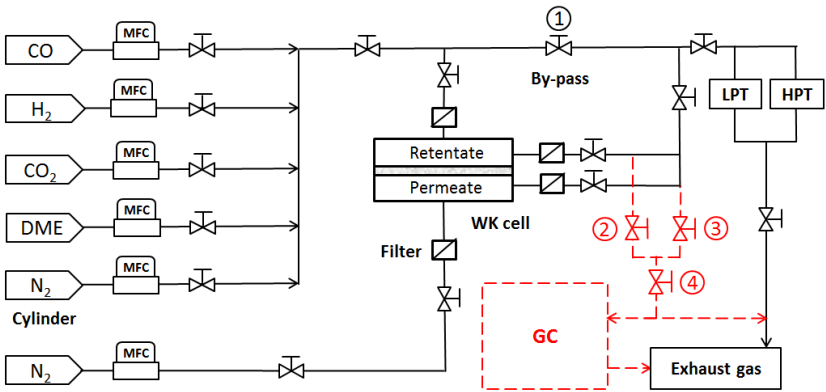 ①
CO MFC
By-pass
H₂ MFC
LPT HPT
CO₂ MFC
Retentate
Permeate
DME MFC
WK cell
② ③
Filter
N₂ MFC
④
Cylinder
GC
N₂ MFC
Exhaust gas